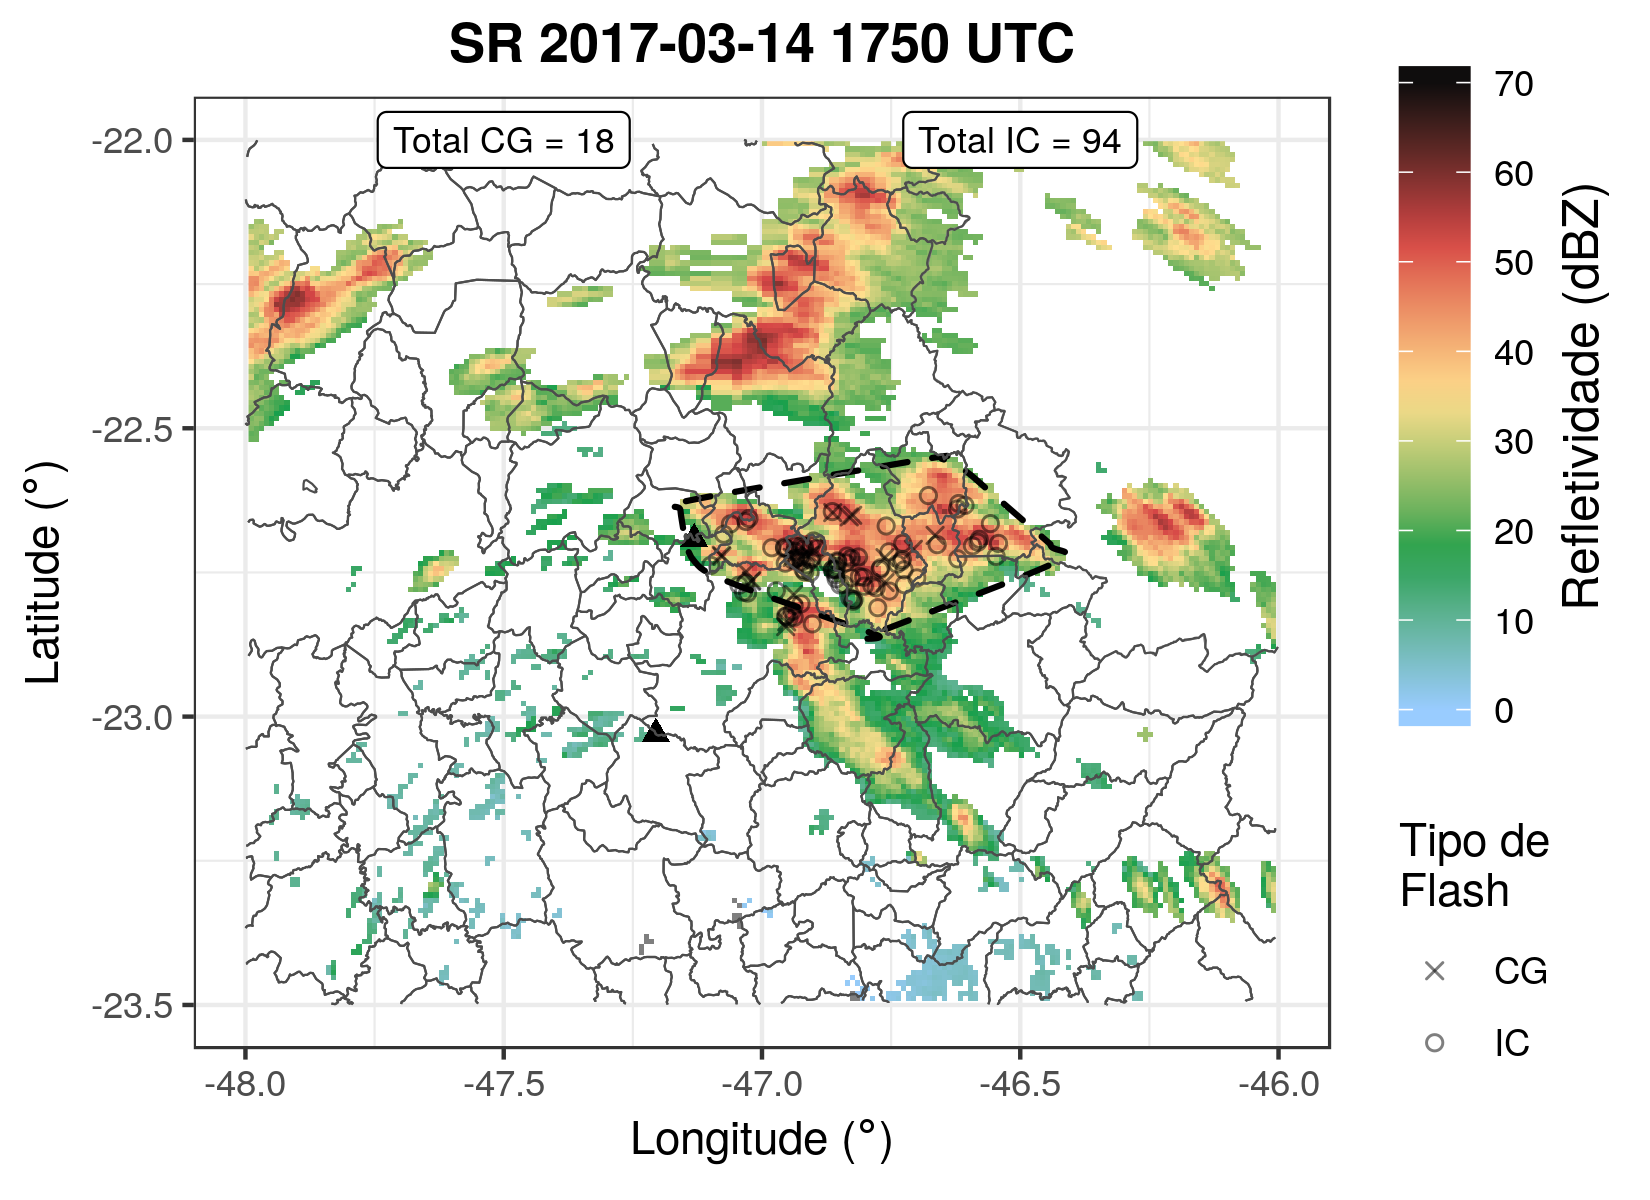 SR 2017-03-14 1750 UTC
Total CG = 18
Total IC = 94
-22.0
-22.5
-23.0
-23.5
Latitude (°)
-48.0
-47.5
-47.0
-46.5
-46.0
Longitude (°)
70
60
50
40
30
20
10
0
Refletividade (dBZ)
Tipo de
Flash
CG
IC